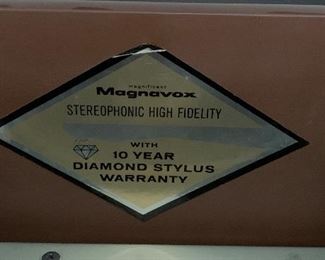 Magnificent
Magnavox
STEREOPHONIC HIGH FIDELITY
WITH
10 YEAR
DIAMOND STYLUS
WARRANTY